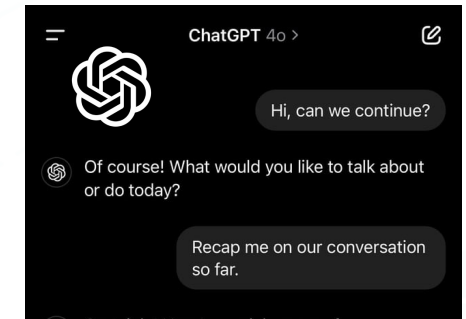 ChatGPT 4o >
Hi, can we continue?
Of course! What would you like to talk about
or do today?
Recap me on our conversation
so far.